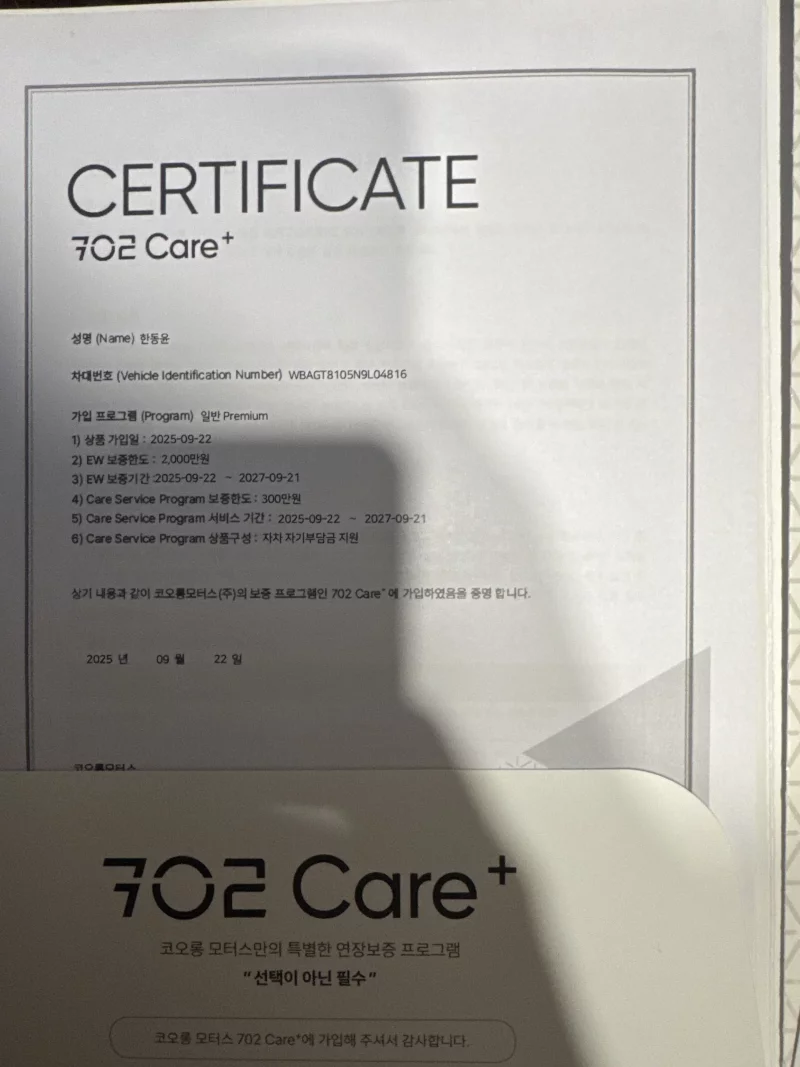 CERTIFICATE
702 Care+
성명 (Name) 한동윤
차대번호 (Vehicle Identification Number) WBAGT8105N9L04816
가입 프로그램 (Program) 일반 Premium
1) 상품 가입일 : 2025-09-22
2) EW 보증한도 : 2,000만원
3) EW 보증기간 :2025-09-22 ~ 2027-09-21
4) Care Service Program 보증한도 : 300만원
5) Care Service Program 서비스 기간 : 2025-09-22 ~ 2027-09-21
6) Care Service Program 상품구성 : 자차 자기부담금 지원
상기 내용과 같이 코오롱모터스(주)의 보증 프로그램인 702 Care+ 에 가입하였음을 증명 합니다.
2025 년 09 월 22 일
코오롱모터스
702 Care+
코오롱 모터스만의 특별한 연장보증 프로그램
"선택이 아닌 필수"
코오롱 모터스 702 Care+에 가입해 주셔서 감사합니다.